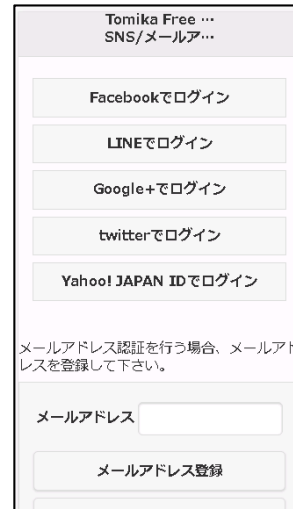 Tomika Free …
SNS/メールア…
Facebookでログイン
LINEでログイン
Google+でログイン
twitterでログイン
Yahoo! JAPAN IDでログイン
メールアドレス認証を行う場合、メールアド
レスを登録して下さい。
メールアドレス
メールアドレス登録